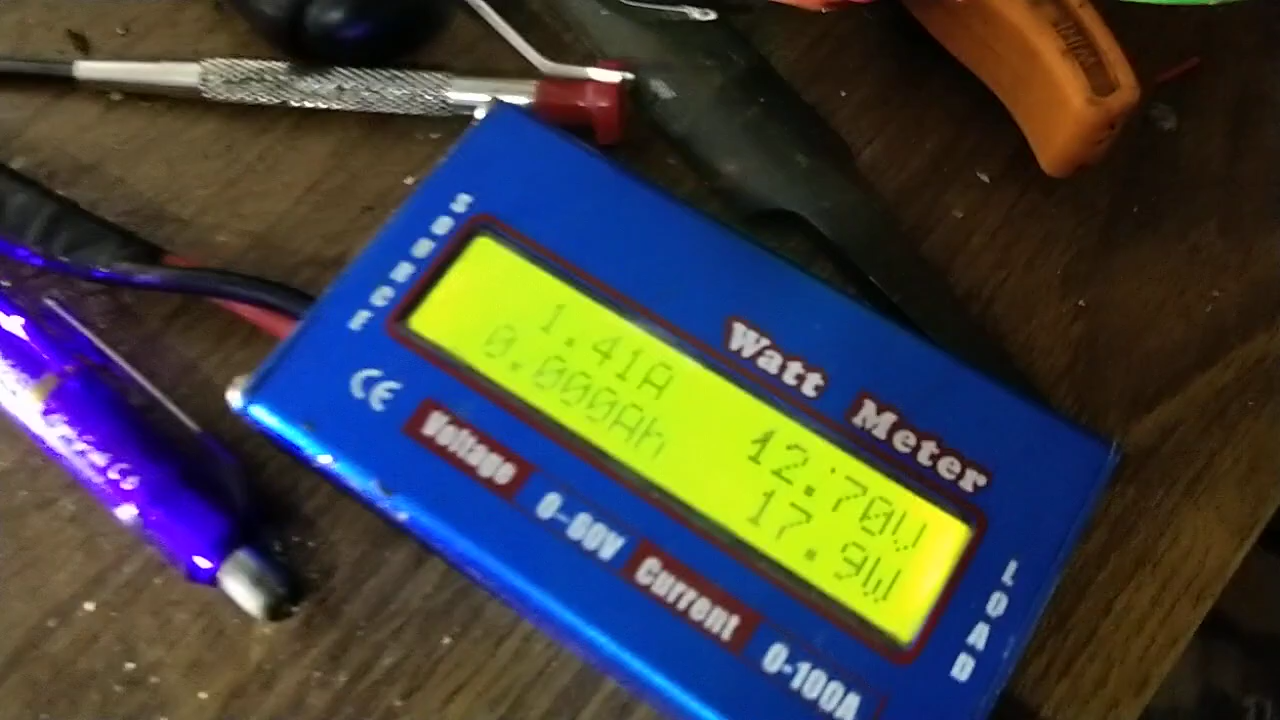 Source
Watt Meter
1.41A 12.70V
0.000Ah 17.9W
CE
Voltage 0-60V Current 0-100A
LOAD